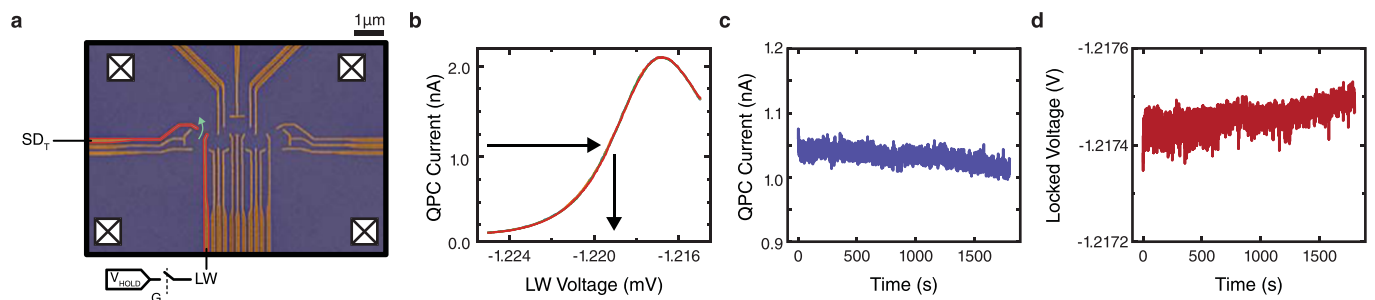 a
1μm
SD_T
V_HOLD
G
LW
b
QPC Current (nA)
2.0
1.0
0.0
-1.224
-1.220
-1.216
LW Voltage (mV)
c
QPC Current (nA)
1.2
1.1
1.0
0.9
0
500
1000
1500
Time (s)
d
Locked Voltage (V)
-1.2176
-1.2174
-1.2172
0
500
1000
1500
Time (s)